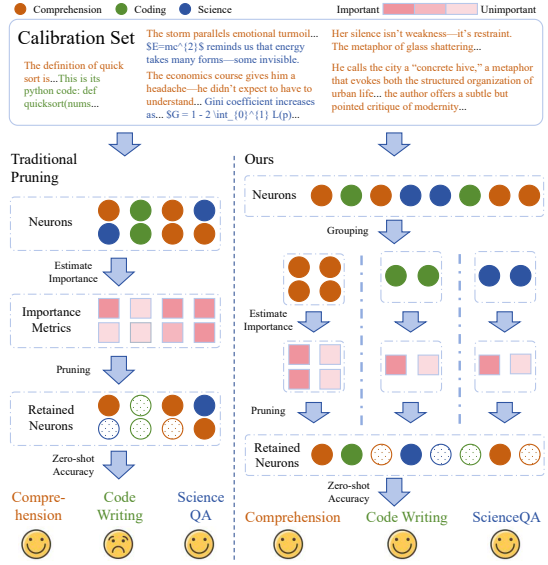 Comprehension Coding Science Important Unimportant
Calibration Set
The definition of quick
sort is...This is its
python code: def
quicksort(nums...
The storm parallels emotional turmoil...
$E=mc^{2}$ reminds us that energy
takes many forms—some invisible.
The economics course gives him a
headache—he didn't expect to have to
understand... Gini coefficient increases
as... $G = 1 - 2 \int_{0}^{1} L(p)...
Her silence isn't weakness—it's restraint.
The metaphor of glass shattering...
He calls the city a "concrete hive," a metaphor
that evokes both the structured organization of
urban life... the author offers a subtle but
pointed critique of modernity...
Traditional
Pruning
Neurons
Estimate
Importance
Importance
Metrics
Pruning
Retained
Neurons
Zero-shot
Accuracy
Compre-
hension
Code
Writing
Science
QA
Ours
Neurons
Grouping
Estimate
Importance
Pruning
Retained
Neurons
Zero-shot
Accuracy
Comprehension Code Writing ScienceQA